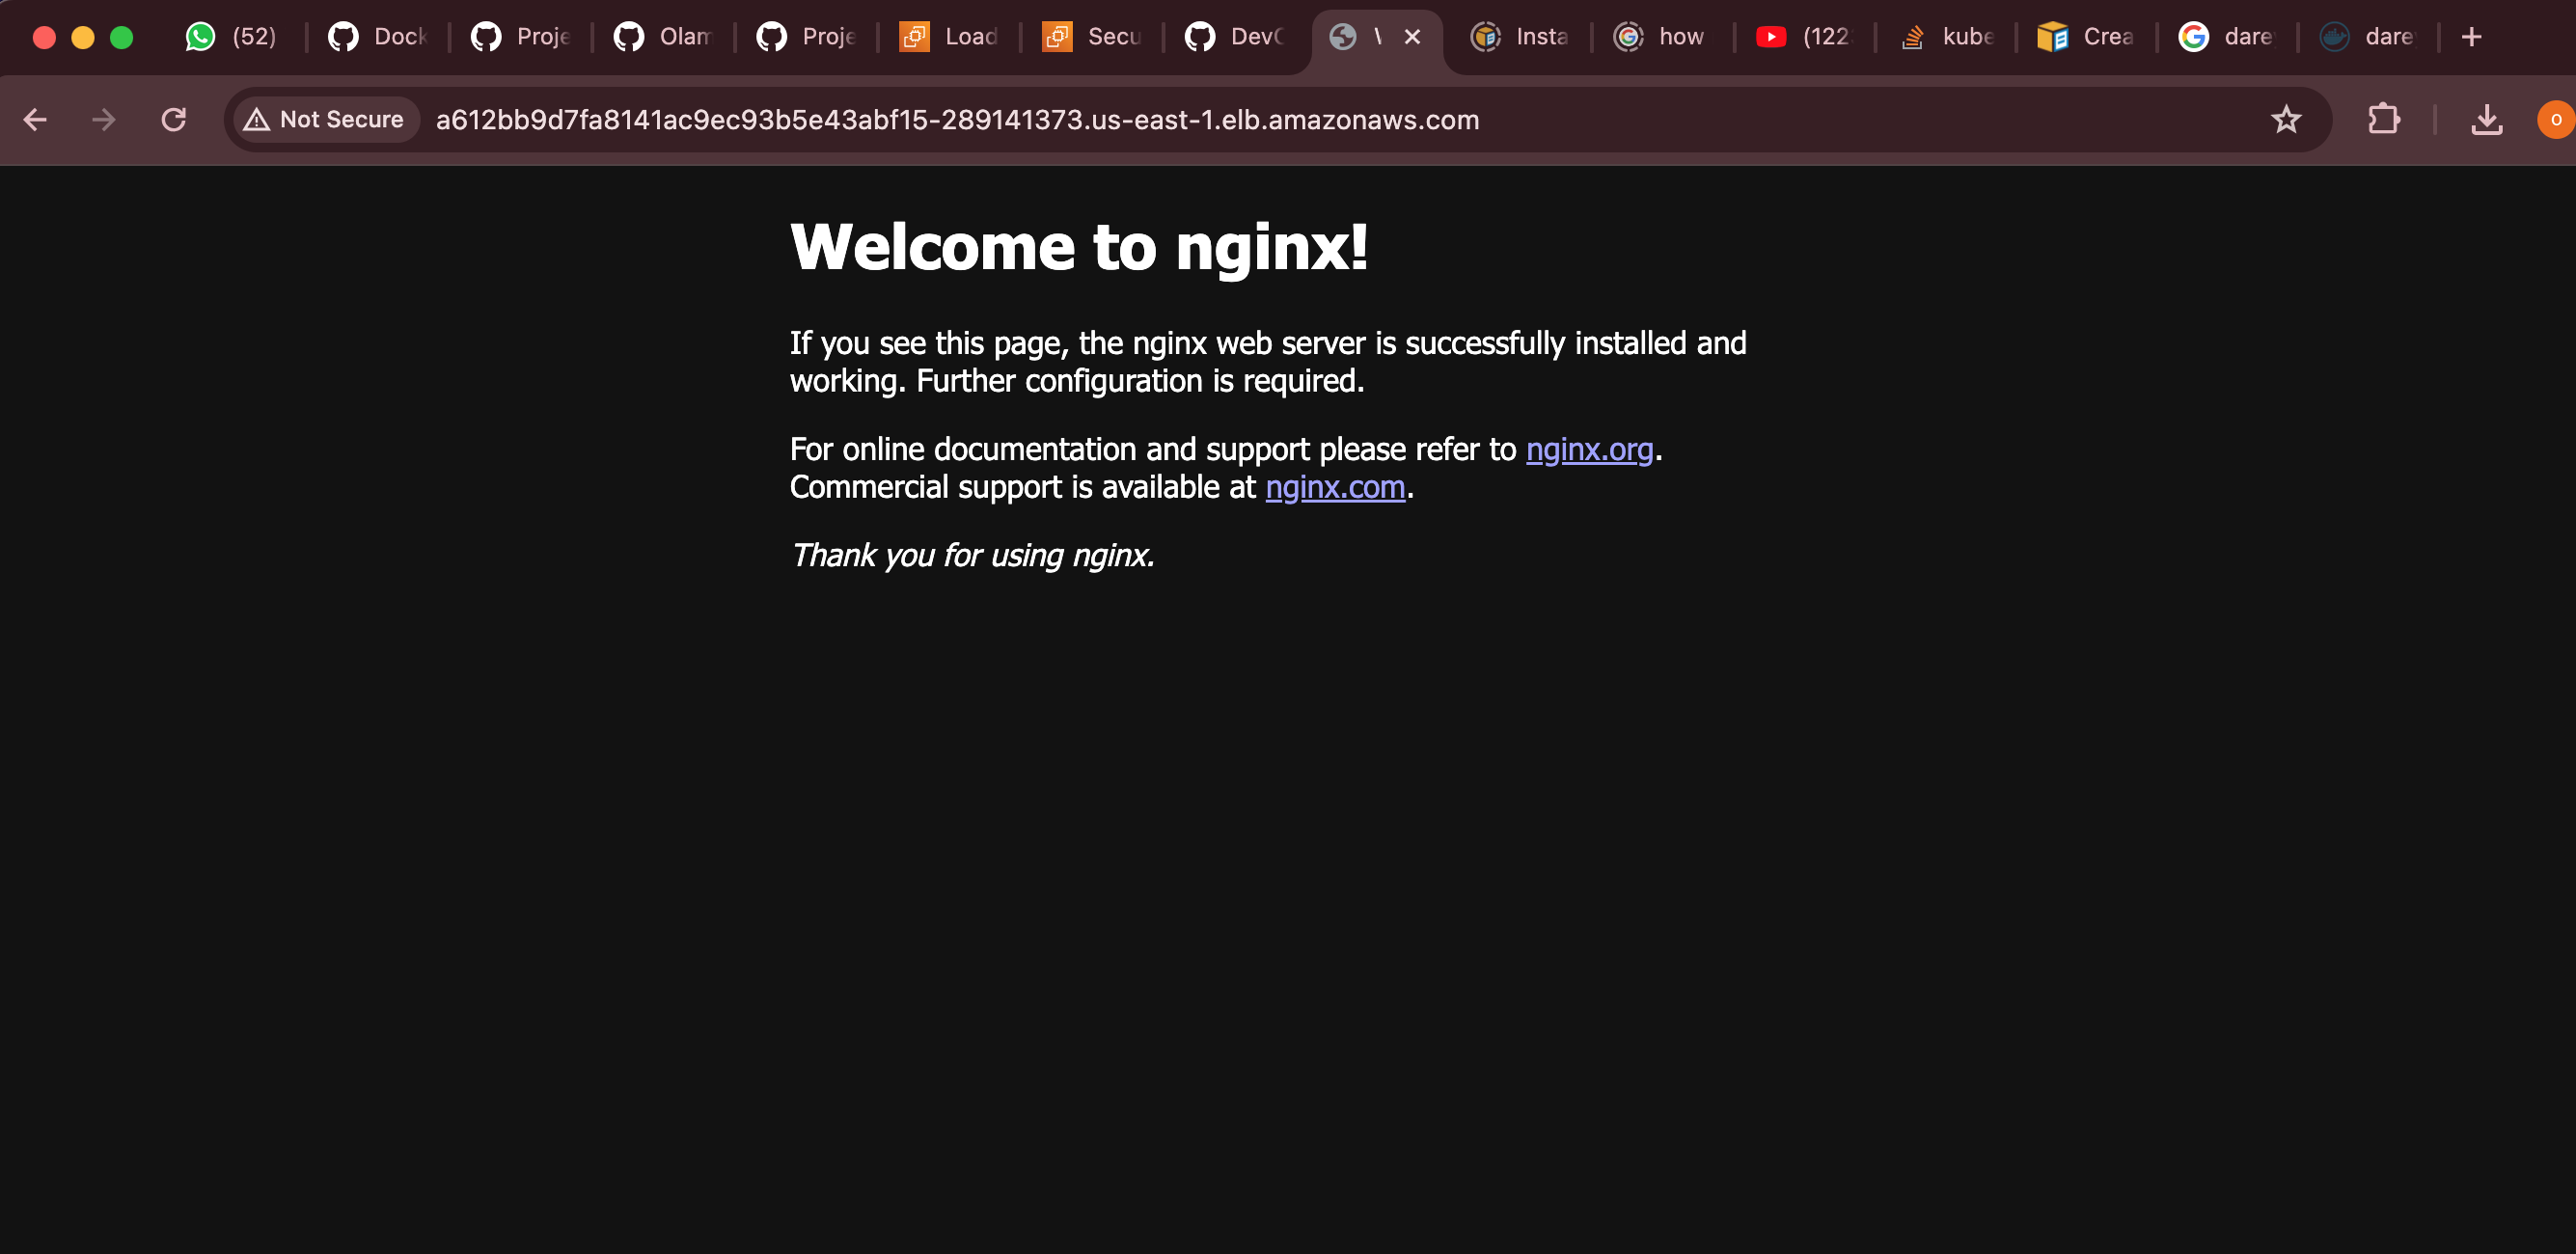 (52) Dock Proje Olam Proje Load Secu Dev Insta how (122 kube Crea dare dare
Not Secure a612bb9d7fa8141ac9ec93b5e43abf15-289141373.us-east-1.elb.amazonaws.com O
Welcome to nginx!
If you see this page, the nginx web server is successfully installed and
working. Further configuration is required.
For online documentation and support please refer to nginx.org.
Commercial support is available at nginx.com.
Thank you for using nginx.